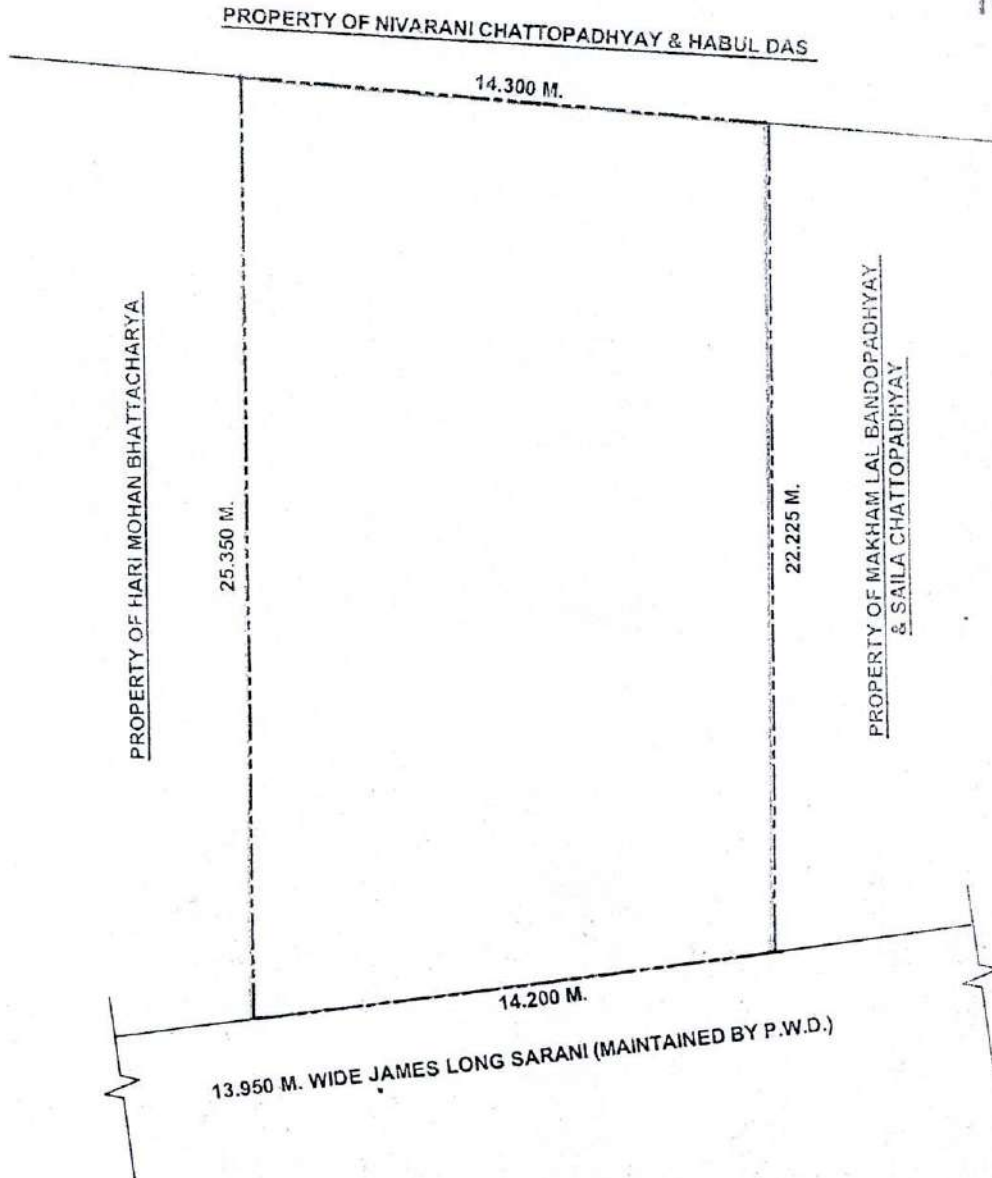 PROPERTY OF NIVARANI CHATTOPADHYAY & HABUL DAS
14.300 M.
PROPERTY OF HARI MOHAN BHATTACHARYA
25.350 M.
22.225 M.
PROPERTY OF MAKHAM LAL BANDOPADHYAY
& SAILA CHATTOPADHYAY
14.200 M.
13.950 M. WIDE JAMES LONG SARANI (MAINTAINED BY P.W.D.)